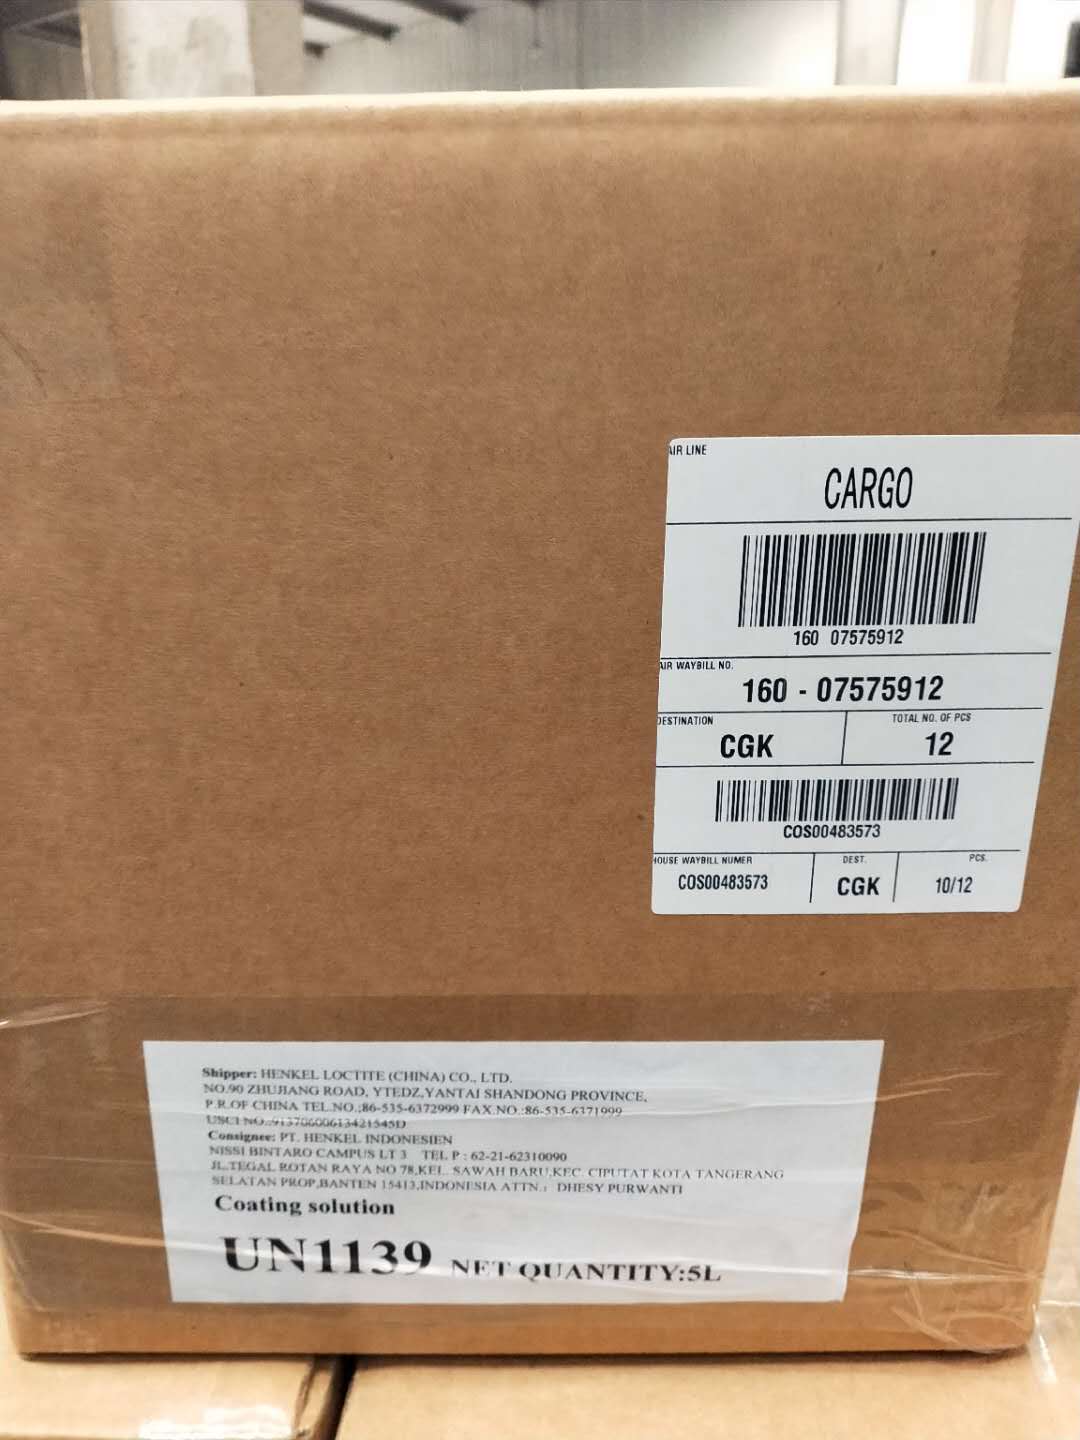 AIR LINE
CARGO
160 07575912
AIR WAYBILL NO.
160 - 07575912
DESTINATION
CGK
TOTAL NO. OF PCS
12
COS00483573
HOUSE WAYBILL NUMER
COS00483573
DEST.
CGK
PCS.
10/12
Shipper: HENKEL LOCTITE (CHINA) CO., LTD.
NO.90 ZHUJIANG ROAD, YTEDZ,YANTAI SHANDONG PROVINCE,
P.R.OF CHINA TEL.NO.:86-535-6372999 FAX.NO.:86-535-6371999
USCI NO.:91370600613421545D
Consignee: PT. HENKEL INDONESIEN
NISSI BINTARO CAMPUS LT 3 TEL P : 62-21-62310090
JL.TEGAL ROTAN RAYA NO 78,KEL. SAWAH BARU,KEC. CIPUTAT KOTA TANGERANG
SELATAN PROP,BANTEN 15413,INDONESIA ATTN.: DHESY PURWANTI
Coating solution
UN1139 NET QUANTITY:5L